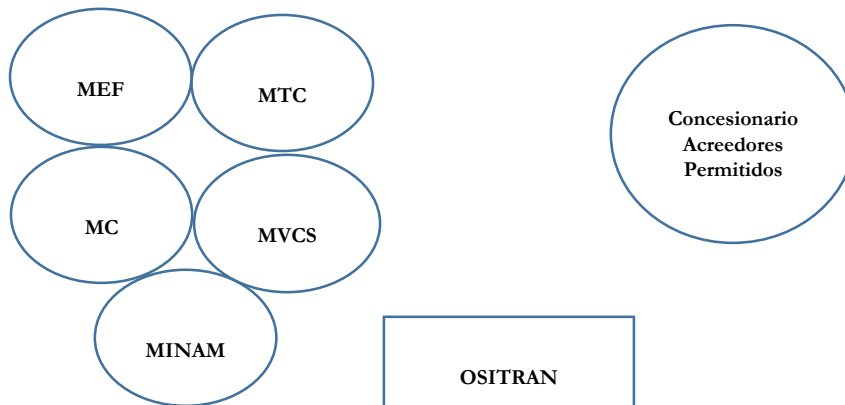 MEF
MTC
Concesionario
Acreedores
Permitidos
MC
MVCS
MINAM
OSITRAN